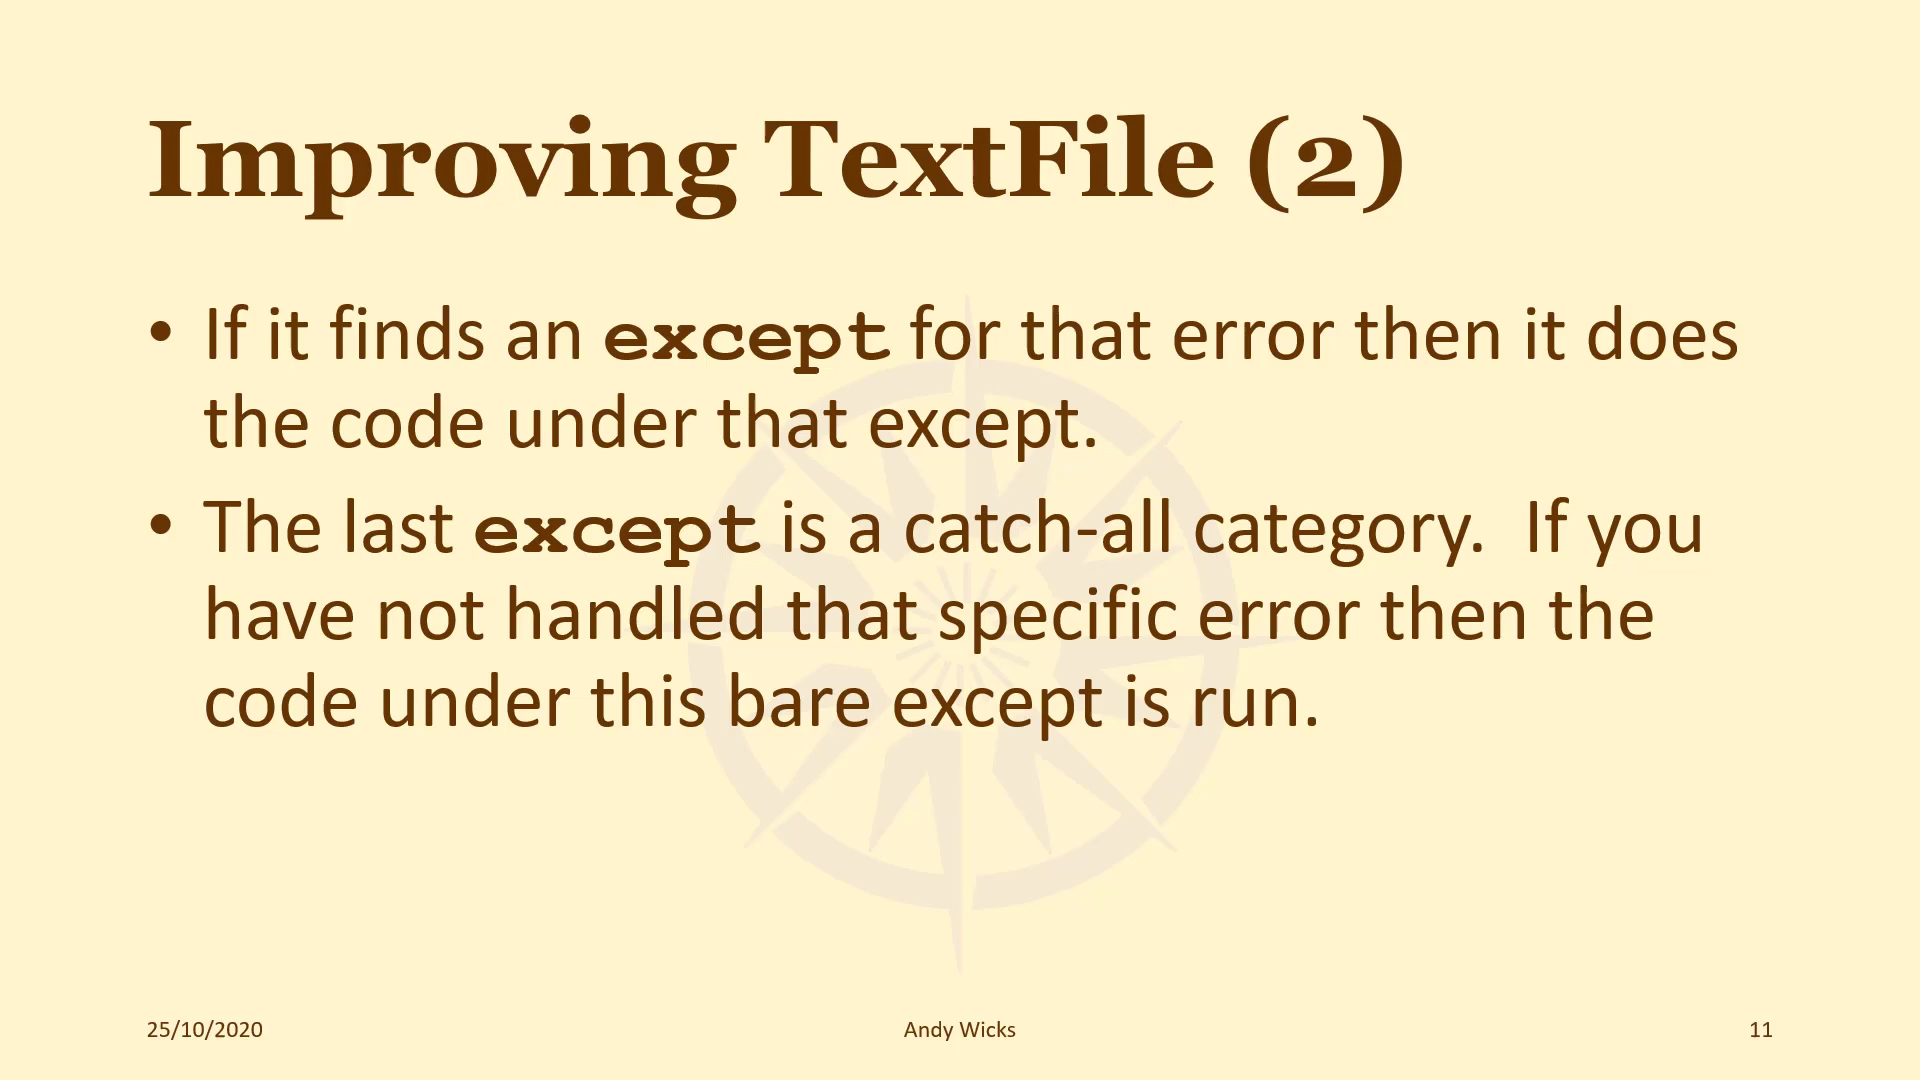 Improving TextFile (2)
• If it finds an except for that error then it does
the code under that except.
• The last except is a catch-all category.  If you
have not handled that specific error then the
code under this bare except is run.
25/10/2020
Andy Wicks
11